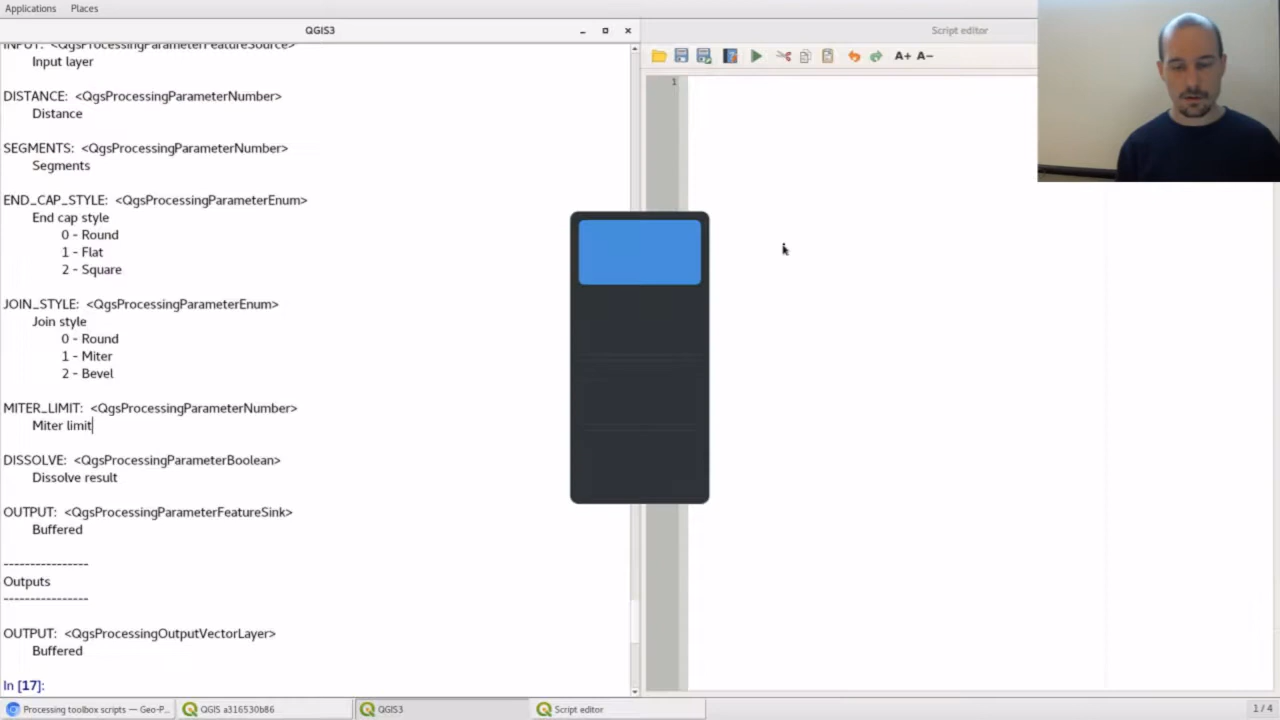 Applications Places
QGIS3
Script editor
INPUT: <QgsProcessingParameterFeatureSource>
Input layer
DISTANCE: <QgsProcessingParameterNumber>
Distance
SEGMENTS: <QgsProcessingParameterNumber>
Segments
END_CAP_STYLE: <QgsProcessingParameterEnum>
End cap style
0 - Round
1 - Flat
2 - Square
JOIN_STYLE: <QgsProcessingParameterEnum>
Join style
0 - Round
1 - Miter
2 - Bevel
MITER_LIMIT: <QgsProcessingParameterNumber>
Miter limit
DISSOLVE: <QgsProcessingParameterBoolean>
Dissolve result
OUTPUT: <QgsProcessingParameterFeatureSink>
Buffered
----------------
Outputs
----------------
OUTPUT: <QgsProcessingOutputVectorLayer>
Buffered
In [17]:
A+ A-
1
Processing toolbox scripts — Geo-P...
QGIS a316530b86
QGIS3
Script editor
1 / 4